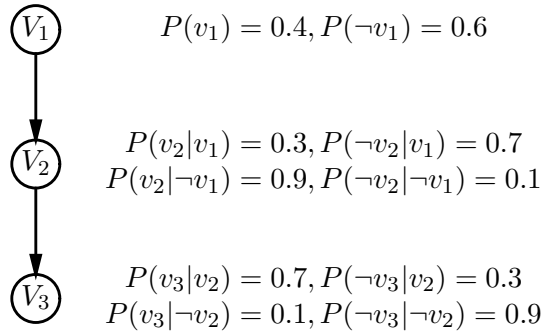 V₁ P(v₁) = 0.4, P(¬v₁) = 0.6
P(v₂|v₁) = 0.3, P(¬v₂|v₁) = 0.7
V₂
P(v₂|¬v₁) = 0.9, P(¬v₂|¬v₁) = 0.1
P(v₃|v₂) = 0.7, P(¬v₃|v₂) = 0.3
V₃
P(v₃|¬v₂) = 0.1, P(¬v₃|¬v₂) = 0.9